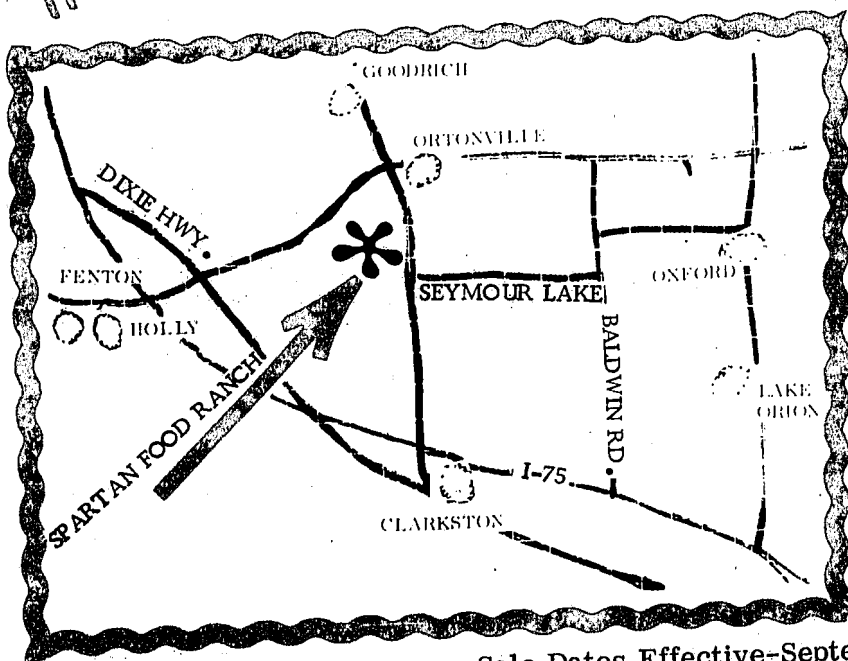 GOODRICH
ORTONVILLE
DIXIE HWY.
FENTON
HOLLY
SEYMOUR LAKE
OXFORD
BALDWIN RD.
LAKE
ORION
SPARTAN FOOD RANCH
I-75
CLARKSTON
Sale Dates Effective-Septe